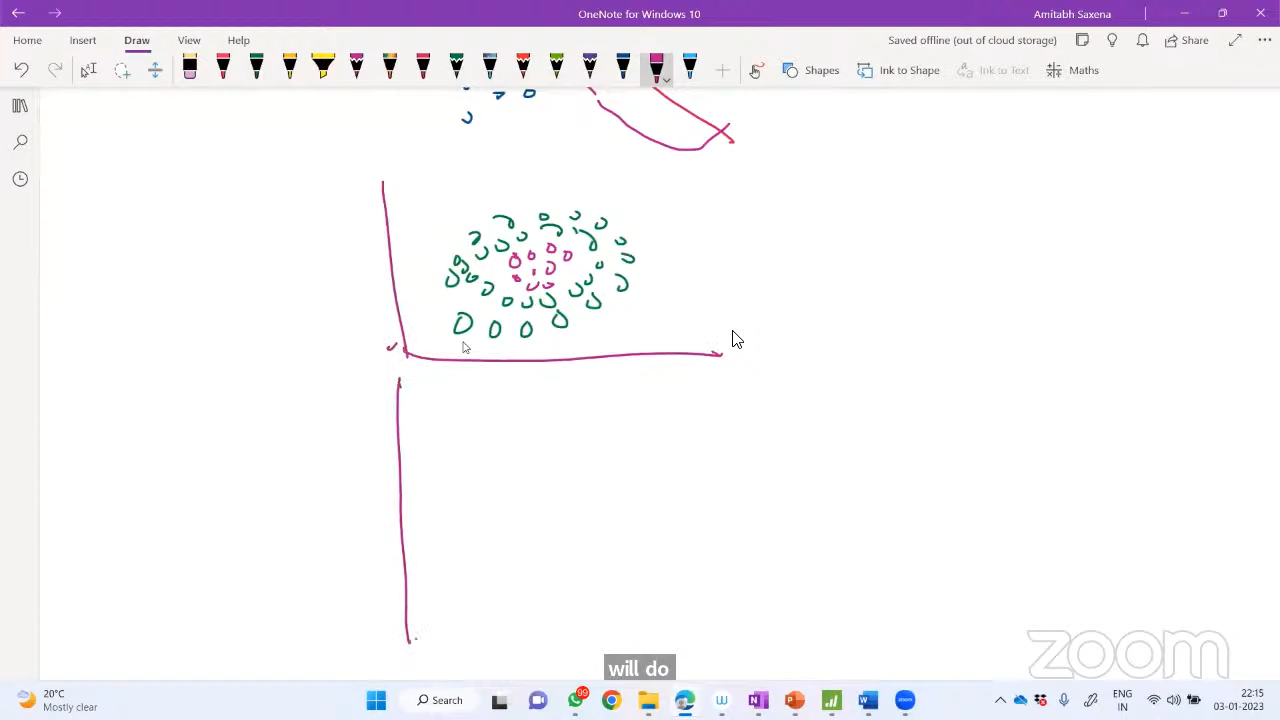 OneNote for Windows 10
Amitabh Saxena
Home Insert Draw View Help
Saved offline (out of cloud storage)
Share
Shapes
Ink to Shape
Ink to Text
Maths
zoom
will do
20°C
Mostly clear
Search
99
ENG
IN
22:15
03-01-2023